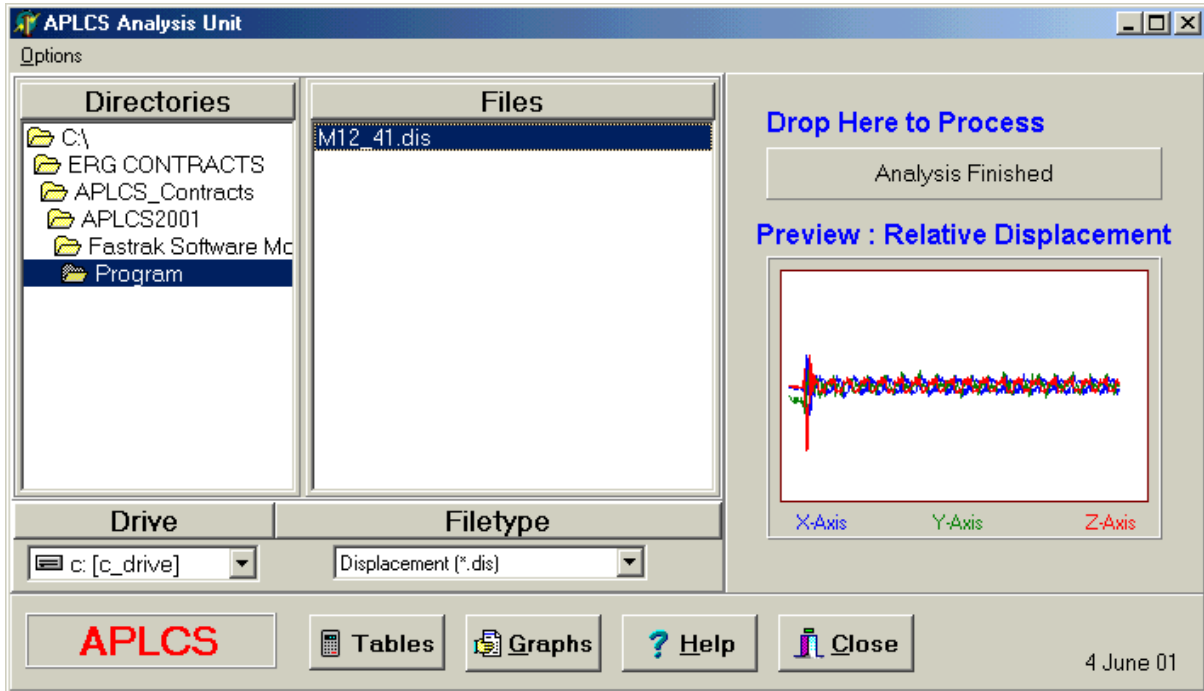 APLCS Analysis Unit
Options
Directories
Files
C:\
ERG CONTRACTS
APLCS_Contracts
APLCS2001
Fastrak Software Mo
Program
M12_41.dis
Drop Here to Process
Analysis Finished
Preview : Relative Displacement
X-Axis Y-Axis Z-Axis
Drive
Filetype
c: [c_drive]
Displacement (*.dis)
APLCS
Tables
Graphs
Help
Close
4 June 01